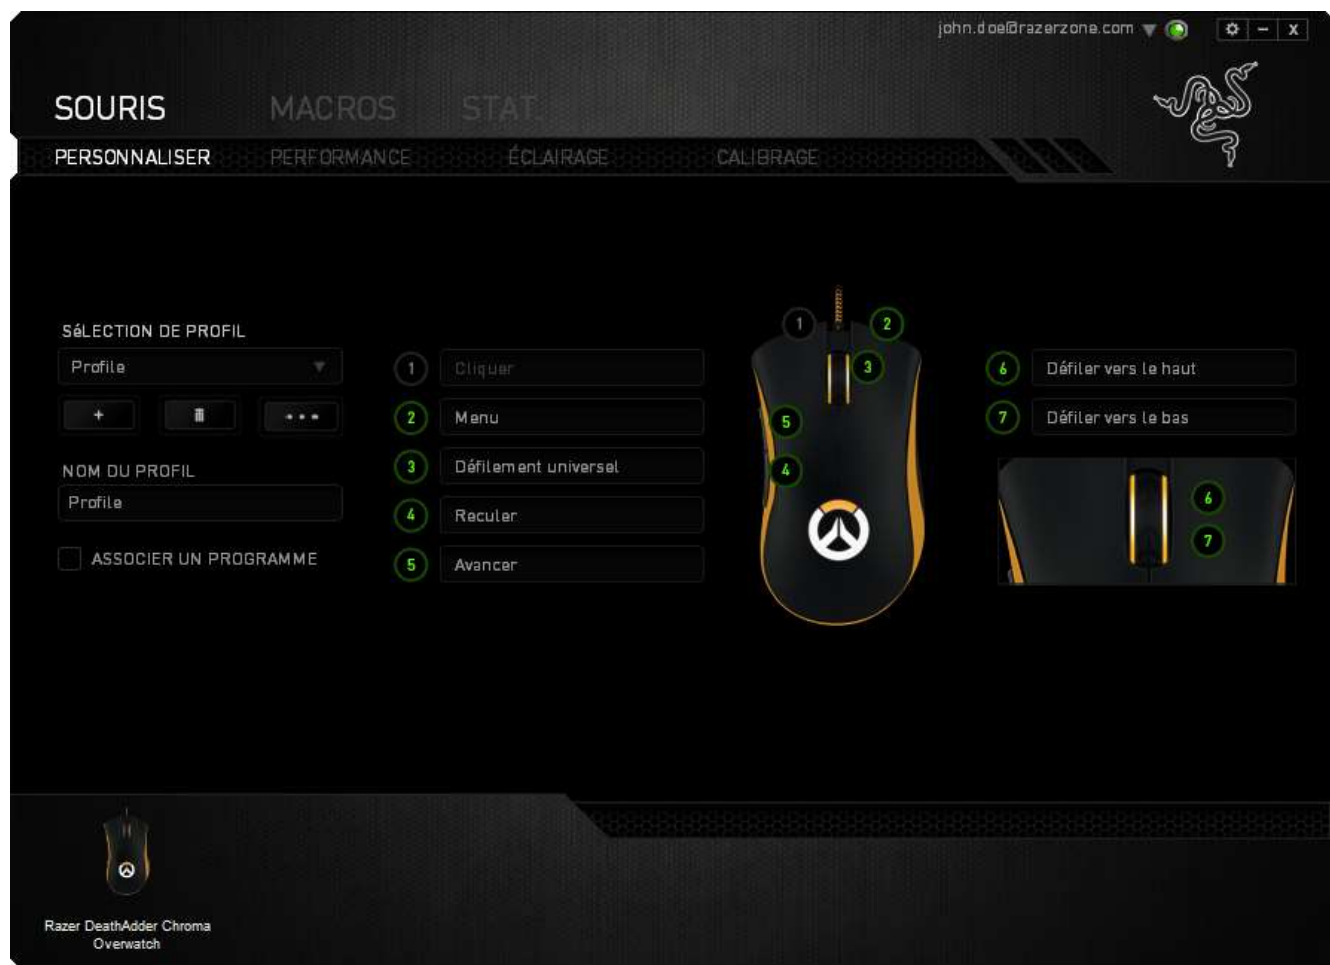 john.doe@razerzone.com
SOURIS
MACROS
STAT.
PERSONNALISER
PERFORMANCE
ÉCLAIRAGE
CALIBRAGE
SéLECTION DE PROFIL
Profile
+
NOM DU PROFIL
Profile
ASSOCIER UN PROGRAMME
1 Cliquer
2 Menu
3 Défilement universel
4 Reculer
5 Avancer
1
2
3
5
4
6 Défiler vers le haut
7 Défiler vers le bas
6
7
Razer DeathAdder Chroma
Overwatch